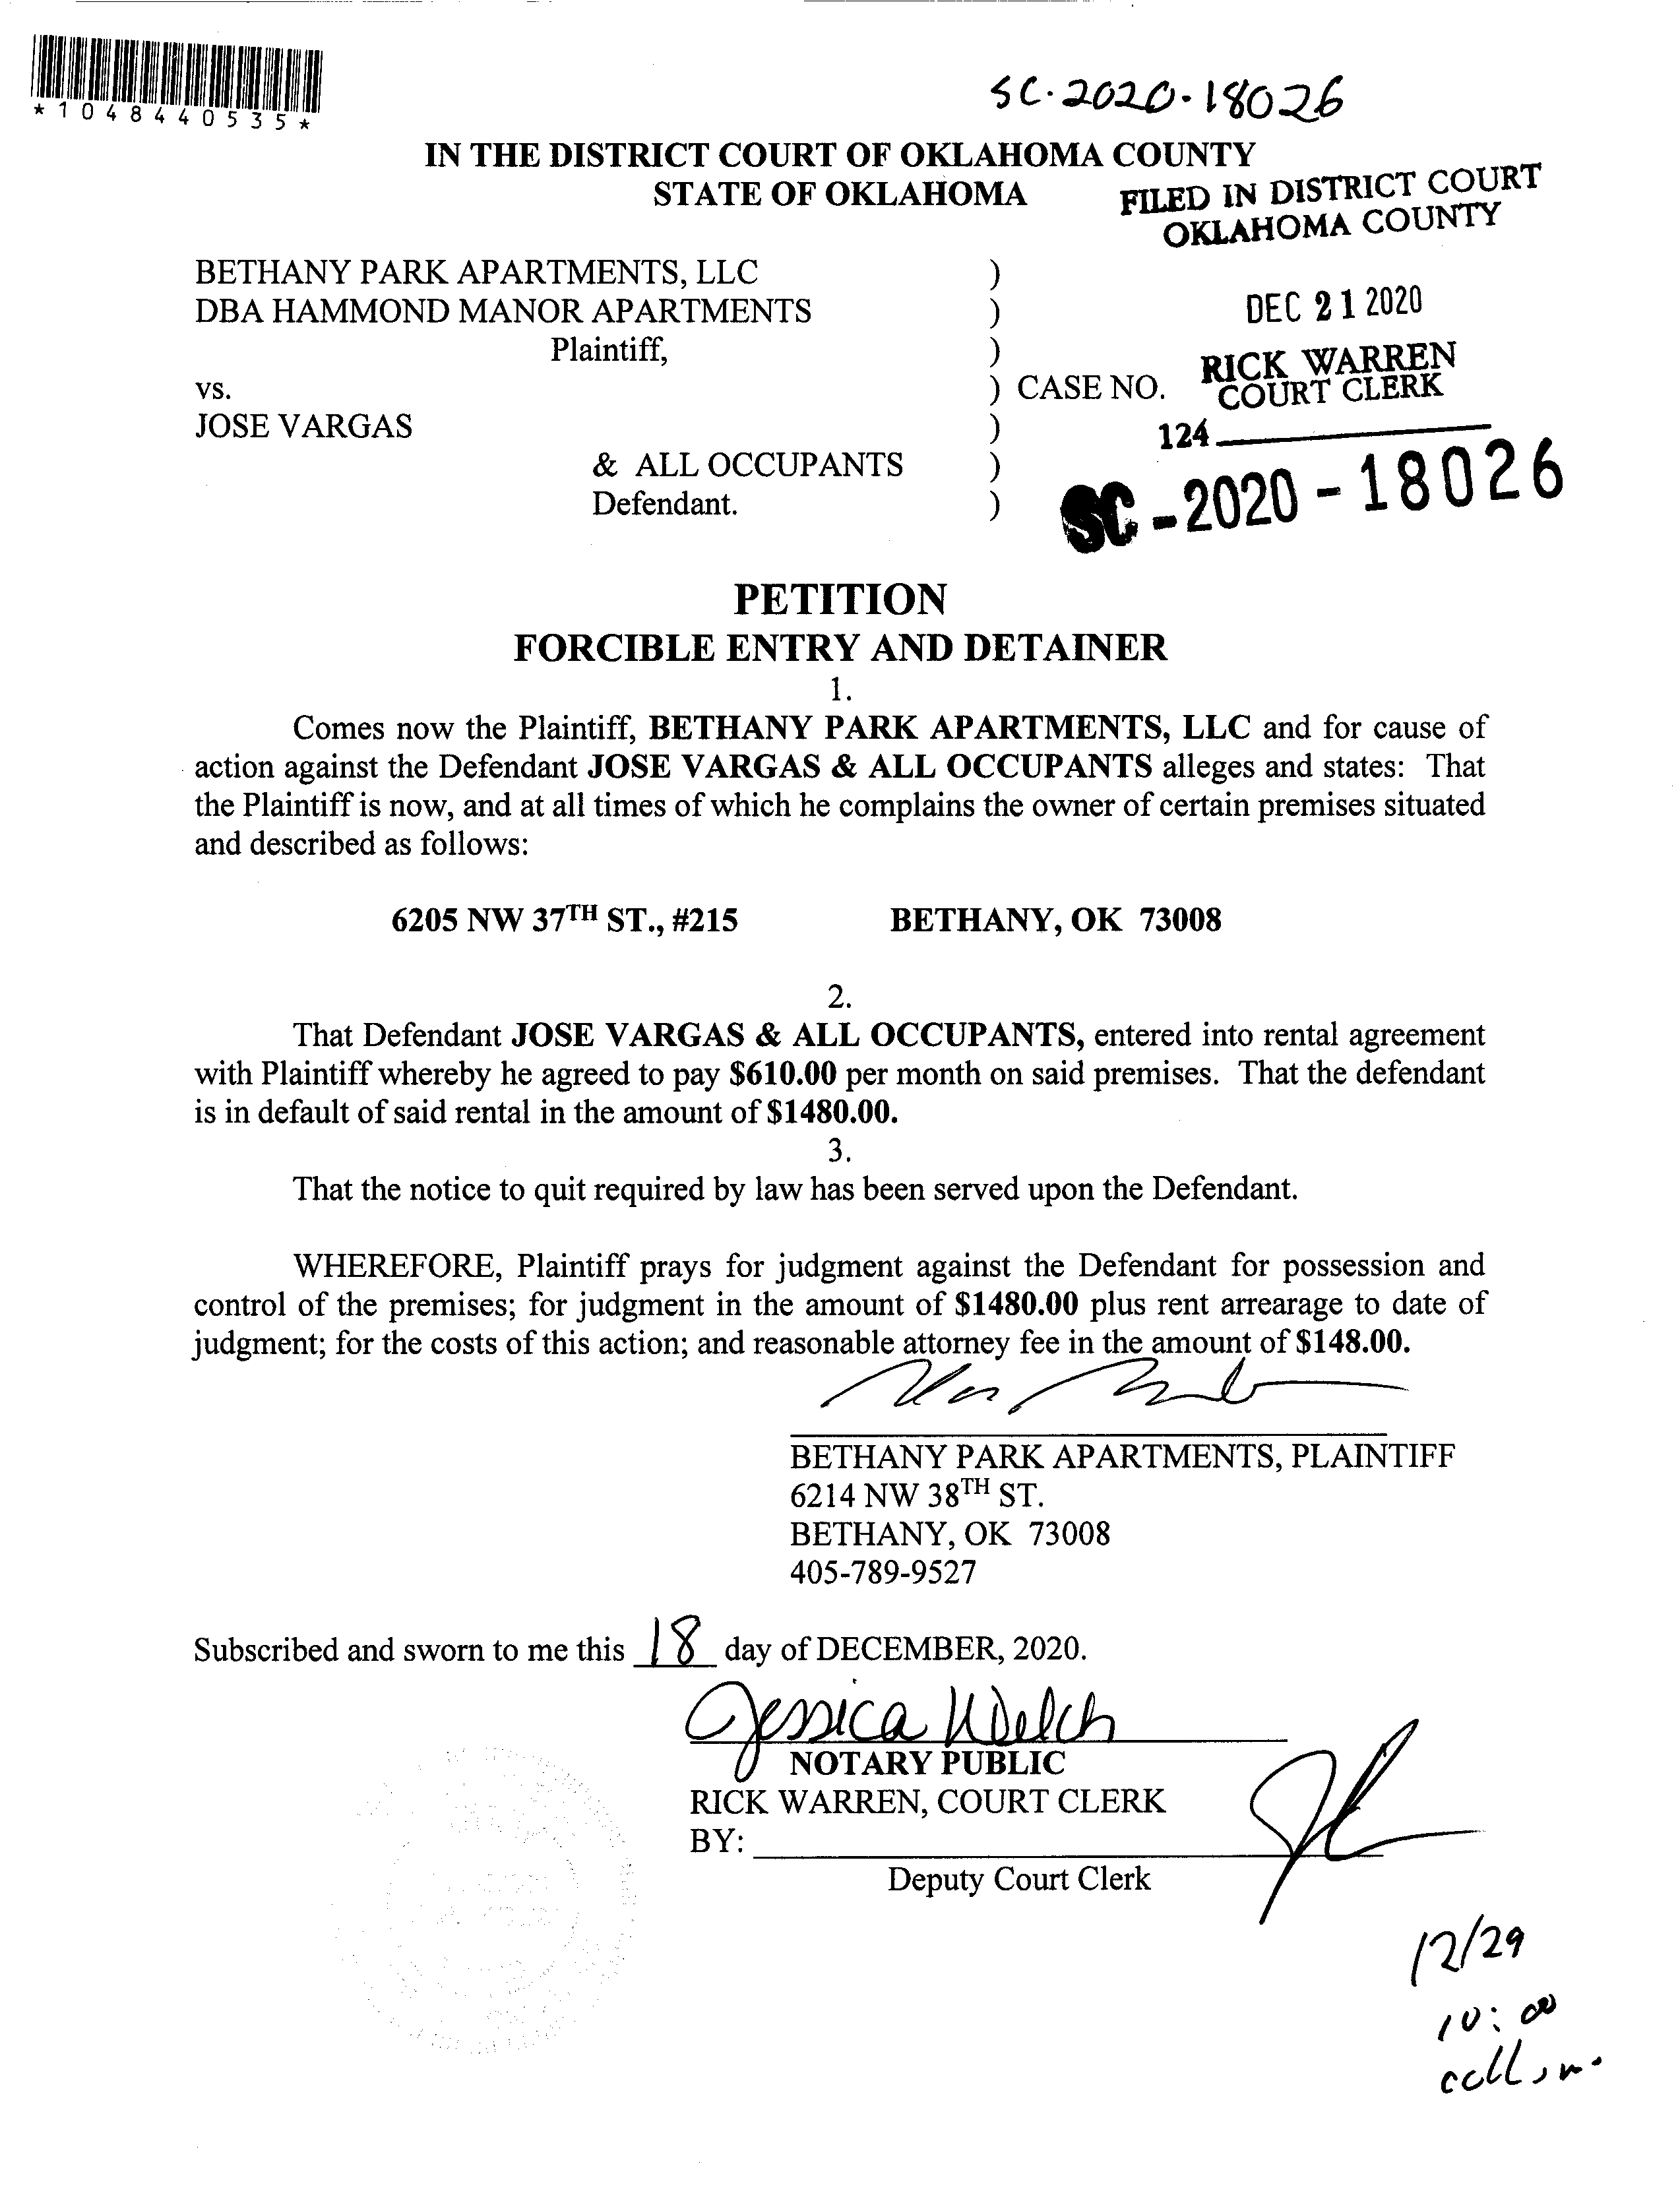 *1048440535*
SC-2020-18026
IN THE DISTRICT COURT OF OKLAHOMA COUNTY
STATE OF OKLAHOMA
FILED IN DISTRICT COURT
OKLAHOMA COUNTY
BETHANY PARK APARTMENTS, LLC )
DBA HAMMOND MANOR APARTMENTS )
DEC 21 2020
Plaintiff, )
RICK WARREN
COURT CLERK
vs. ) CASE NO.
JOSE VARGAS )
124
& ALL OCCUPANTS )
Defendant. )
SC-2020-18026
PETITION
FORCIBLE ENTRY AND DETAINER
1.
Comes now the Plaintiff, BETHANY PARK APARTMENTS, LLC and for cause of
action against the Defendant JOSE VARGAS & ALL OCCUPANTS alleges and states: That
the Plaintiff is now, and at all times of which he complains the owner of certain premises situated
and described as follows:
6205 NW 37TH ST., #215 BETHANY, OK 73008
2.
That Defendant JOSE VARGAS & ALL OCCUPANTS, entered into rental agreement
with Plaintiff whereby he agreed to pay $610.00 per month on said premises. That the defendant
is in default of said rental in the amount of $1480.00.
3.
That the notice to quit required by law has been served upon the Defendant.
WHEREFORE, Plaintiff prays for judgment against the Defendant for possession and
control of the premises; for judgment in the amount of $1480.00 plus rent arrearage to date of
judgment; for the costs of this action; and reasonable attorney fee in the amount of $148.00.
BETHANY PARK APARTMENTS, PLAINTIFF
6214 NW 38TH ST.
BETHANY, OK 73008
405-789-9527
Subscribed and sworn to me this 18 day of DECEMBER, 2020.
Jessica Welch
NOTARY PUBLIC
RICK WARREN, COURT CLERK
BY:
Deputy Court Clerk
12/29
10:00